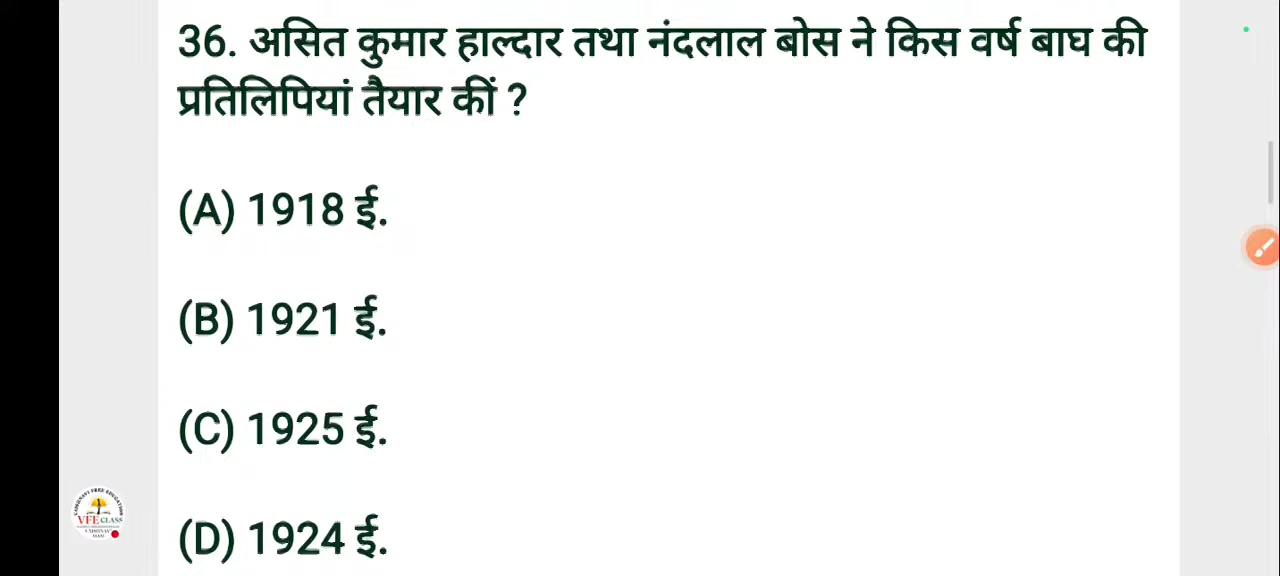 36. असित कुमार हाल्दार तथा नंदलाल बोस ने किस वर्ष बाघ की
प्रतिलिपियां तैयार कीं ?
(A) 1918 ई.
(B) 1921 ई.
(C) 1925 ई.
(D) 1924 ई.
VFE CLASS